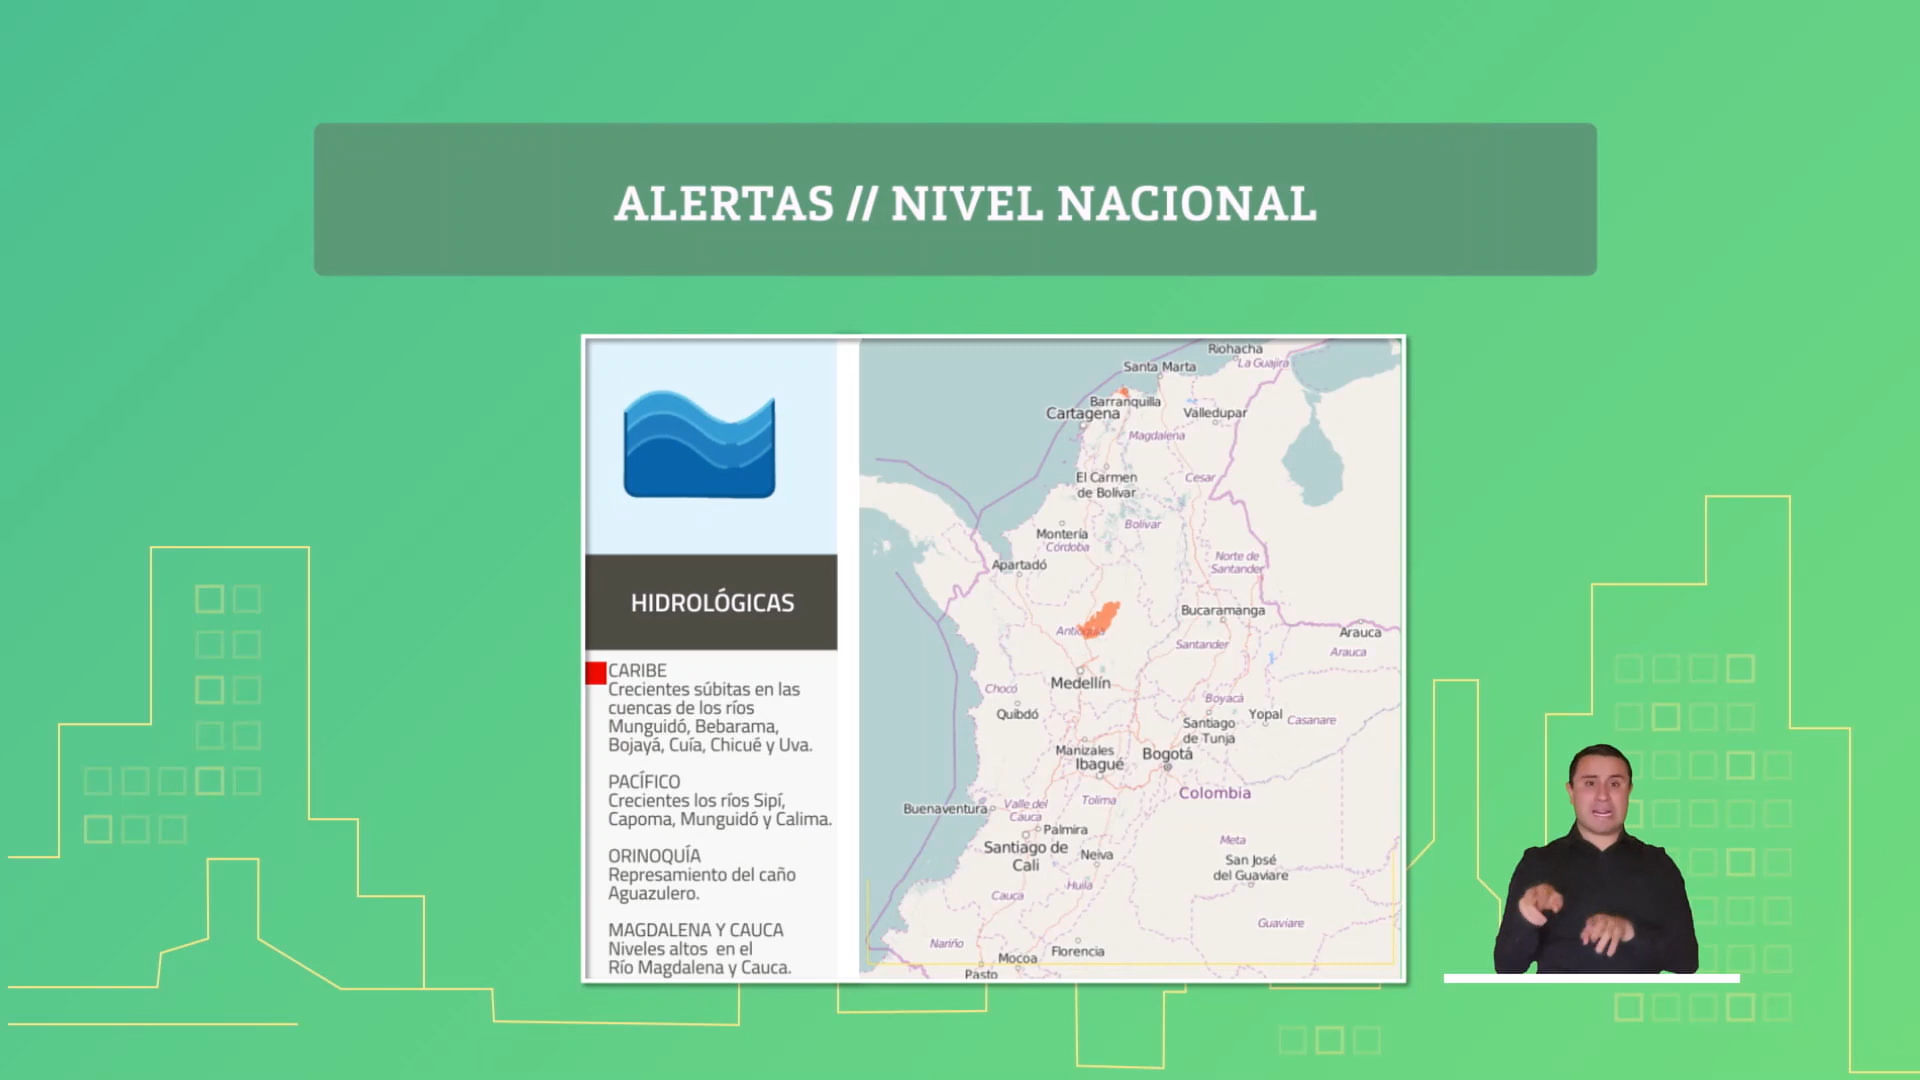 ALERTAS // NIVEL NACIONAL
HIDROLÓGICAS
CARIBE
Crecientes súbitas en las
cuencas de los ríos
Munguidó, Bebarama,
Bojayá, Cuía, Chicué y Uva.
PACÍFICO
Crecientes los ríos Sipí,
Capoma, Munguidó y Calima.
ORINOQUÍA
Represamiento del caño
Aguazulero.
MAGDALENA Y CAUCA
Niveles altos en el
Río Magdalena y Cauca.
Riohacha
La Guajira
Santa Marta
Barranquilla
Cartagena
Valledupar
Magdalena
El Carmen
de Bolívar
Cesar
Bolívar
Montería
Córdoba
Apartadó
Norte de
Santander
Bucaramanga
Antioquia
Arauca
Arauca
Santander
Medellín
Chocó
Quibdó
Boyacá
Santiago
de Tunja
Yopal
Casanare
Manizales
Ibagué
Bogotá
Colombia
Tolima
Buenaventura
Valle del
Cauca
Palmira
Santiago de
Cali
Neiva
Meta
San José
del Guaviare
Huila
Cauca
Guaviare
Nariño
Florencia
Mocoa
Pasto